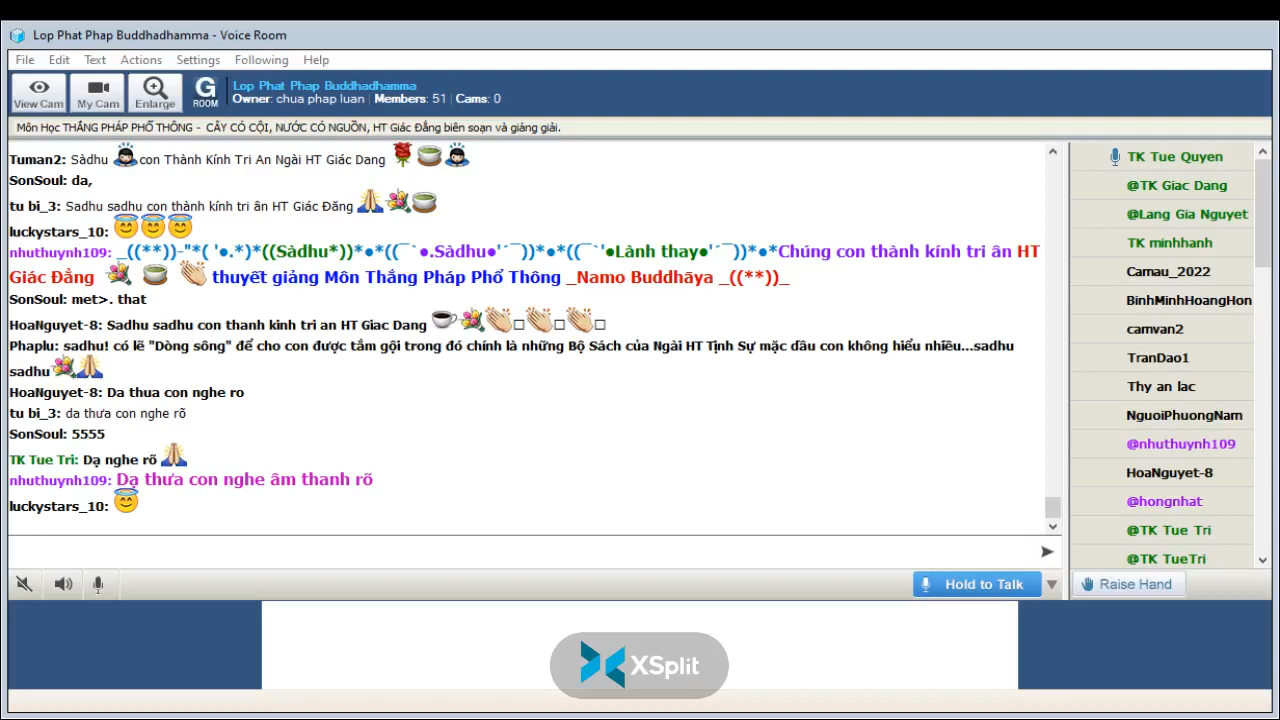 Lop Phat Phap Buddhadhamma - Voice Room
File Edit Text Actions Settings Following Help
View Cam My Cam Enlarge G ROOM
Lop Phat Phap Buddhadhamma
Owner: chua phap luan | Members: 51 | Cams: 0
Môn Học THẮNG PHÁP PHỔ THÔNG - CÂY CÓ CỘI, NƯỚC CÓ NGUỒN, HT Giác Đẳng biên soạn và giảng giải.
Tuman2: Sàdhu con Thành Kính Tri An Ngài HT Giác Dang
SonSoul: da,
tu bi_3: Sadhu sadhu con thành kính tri ân HT Giác Đăng
luckystars_10:
nhuthuynh109: _((**))-"*( '●.*)*((Sàdhu*))*●*((¯`●.Sàdhu●'´¯))*●*((¯`'●Lành thay●'´¯))*●*Chúng con thành kính tri ân HT
Giác Đẳng thuyết giảng Môn Thắng Pháp Phổ Thông _Namo Buddhāya _((**))_
SonSoul: met>. that
HoaNguyet-8: Sadhu sadhu con thanh kinh tri an HT Giac Dang
Phaplu: sadhu! có lẽ "Dòng sông" để cho con được tắm gội trong đó chính là những Bộ Sách của Ngài HT Tịnh Sự mặc dầu con không hiểu nhiều...sadhu
sadhu
HoaNguyet-8: Da thua con nghe ro
tu bi_3: da thưa con nghe rõ
SonSoul: 5555
TK Tue Tri: Dạ nghe rõ
nhuthuynh109: Dạ thưa con nghe âm thanh rõ
luckystars_10:
TK Tue Quyen
@TK Giac Dang
@Lang Gia Nguyet
TK minhhanh
Camau_2022
BinhMinhHoangHon
camvan2
TranDao1
Thy an lac
NguoiPhuongNam
@nhuthuynh109
HoaNguyet-8
@hongnhat
@TK Tue Tri
@TK TueTri
Hold to Talk
Raise Hand
XSplit